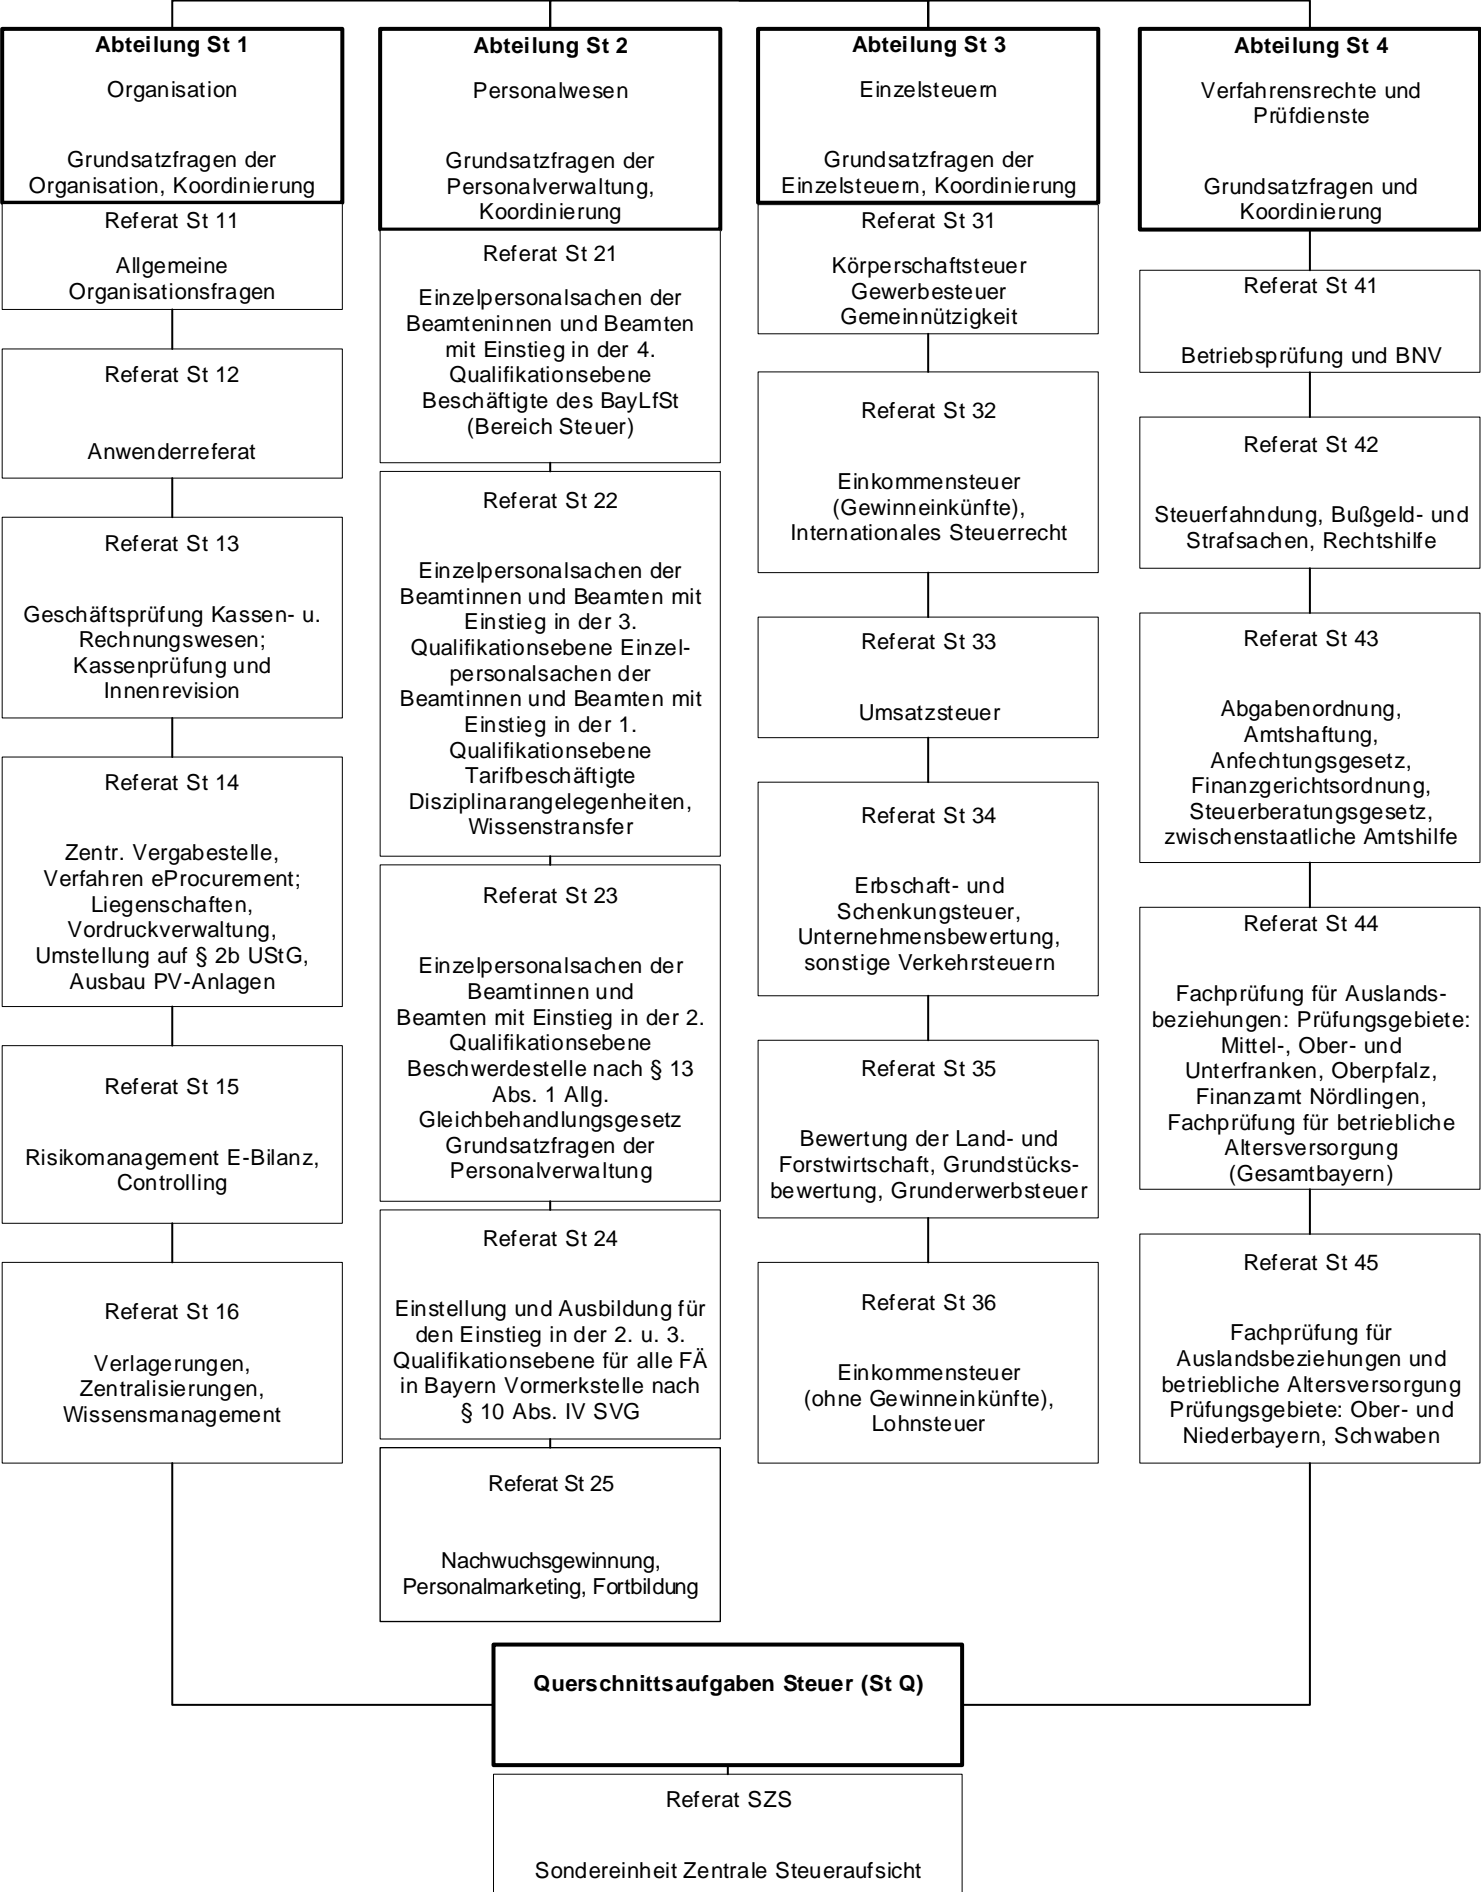 Abteilung St 1
Organisation
Grundsatzfragen der
Organisation, Koordinierung
Referat St 11
Allgemeine
Organisationsfragen
Referat St 12
Anwenderreferat
Referat St 13
Geschäftsprüfung Kassen- u.
Rechnungswesen;
Kassenprüfung und
Innenrevision
Referat St 14
Zentr. Vergabestelle,
Verfahren eProcurement;
Liegenschaften,
Vordruckverwaltung,
Umstellung auf § 2b UStG,
Ausbau PV-Anlagen
Referat St 15
Risikomanagement E-Bilanz,
Controlling
Referat St 16
Verlagerungen,
Zentralisierungen,
Wissensmanagement
Abteilung St 2
Personalwesen
Grundsatzfragen der
Personalverwaltung,
Koordinierung
Referat St 21
Einzelpersonalsachen der
Beamteninnen und Beamten
mit Einstieg in der 4.
Qualifikationsebene
Beschäftigte des BayLfSt
(Bereich Steuer)
Referat St 22
Einzelpersonalsachen der
Beamtinnen und Beamten mit
Einstieg in der 3.
Qualifikationsebene Einzel-
personalsachen der
Beamtinnen und Beamten mit
Einstieg in der 1.
Qualifikationsebene
Tarifbeschäftigte
Disziplinarangelegenheiten,
Wissenstransfer
Referat St 23
Einzelpersonalsachen der
Beamtinnen und
Beamten mit Einstieg in der 2.
Qualifikationsebene
Beschwerdestelle nach § 13
Abs. 1 Allg.
Gleichbehandlungsgesetz
Grundsatzfragen der
Personalverwaltung
Referat St 24
Einstellung und Ausbildung für
den Einstieg in der 2. u. 3.
Qualifikationsebene für alle FÄ
in Bayern Vormerkstelle nach
§ 10 Abs. IV SVG
Referat St 25
Nachwuchsgewinnung,
Personalmarketing, Fortbildung
Abteilung St 3
Einzelsteuern
Grundsatzfragen der
Einzelsteuern, Koordinierung
Referat St 31
Körperschaftsteuer
Gewerbesteuer
Gemeinnützigkeit
Referat St 32
Einkommensteuer
(Gewinneinkünfte),
Internationales Steuerrecht
Referat St 33
Umsatzsteuer
Referat St 34
Erbschaft- und
Schenkungsteuer,
Unternehmensbewertung,
sonstige Verkehrsteuern
Referat St 35
Bewertung der Land- und
Forstwirtschaft, Grundstücks-
bewertung, Grunderwerbsteuer
Referat St 36
Einkommensteuer
(ohne Gewinneinkünfte),
Lohnsteuer
Abteilung St 4
Verfahrensrechte und
Prüfdienste
Grundsatzfragen und
Koordinierung
Referat St 41
Betriebsprüfung und BNV
Referat St 42
Steuerfahndung, Bußgeld- und
Strafsachen, Rechtshilfe
Referat St 43
Abgabenordnung,
Amtshaftung,
Anfechtungsgesetz,
Finanzgerichtsordnung,
Steuerberatungsgesetz,
zwischenstaatliche Amtshilfe
Referat St 44
Fachprüfung für Auslands-
beziehungen: Prüfungsgebiete:
Mittel-, Ober- und
Unterfranken, Oberpfalz,
Finanzamt Nördlingen,
Fachprüfung für betriebliche
Altersversorgung
(Gesamtbayern)
Referat St 45
Fachprüfung für
Auslandsbeziehungen und
betriebliche Altersversorgung
Prüfungsgebiete: Ober- und
Niederbayern, Schwaben
Querschnittsaufgaben Steuer (St Q)
Referat SZS
Sondereinheit Zentrale Steueraufsicht